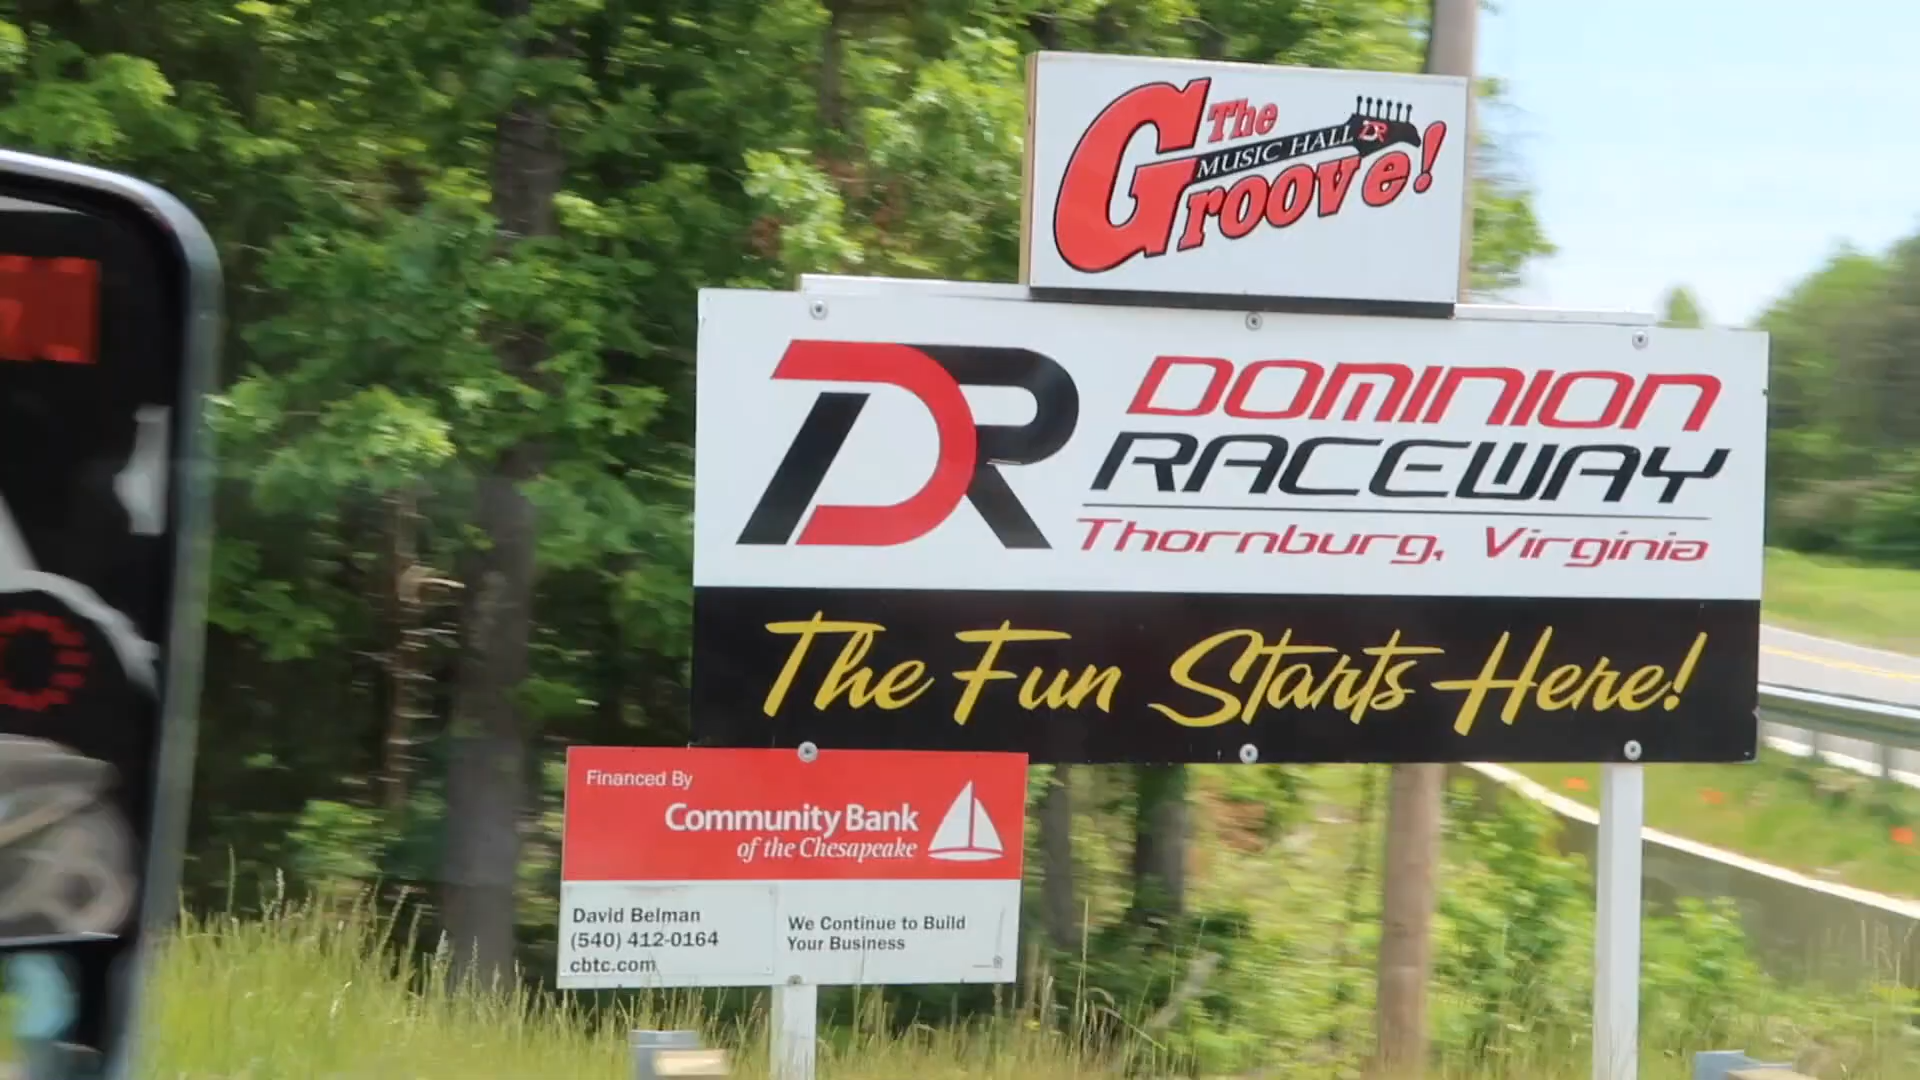 The
MUSIC HALL DR
Groove!
DR
DOMINION
RACEWAY
Thornburg, Virginia
The Fun Starts Here!
Financed By
Community Bank
of the Chesapeake
David Belman
(540) 412-0164
cbtc.com
We Continue to Build
Your Business